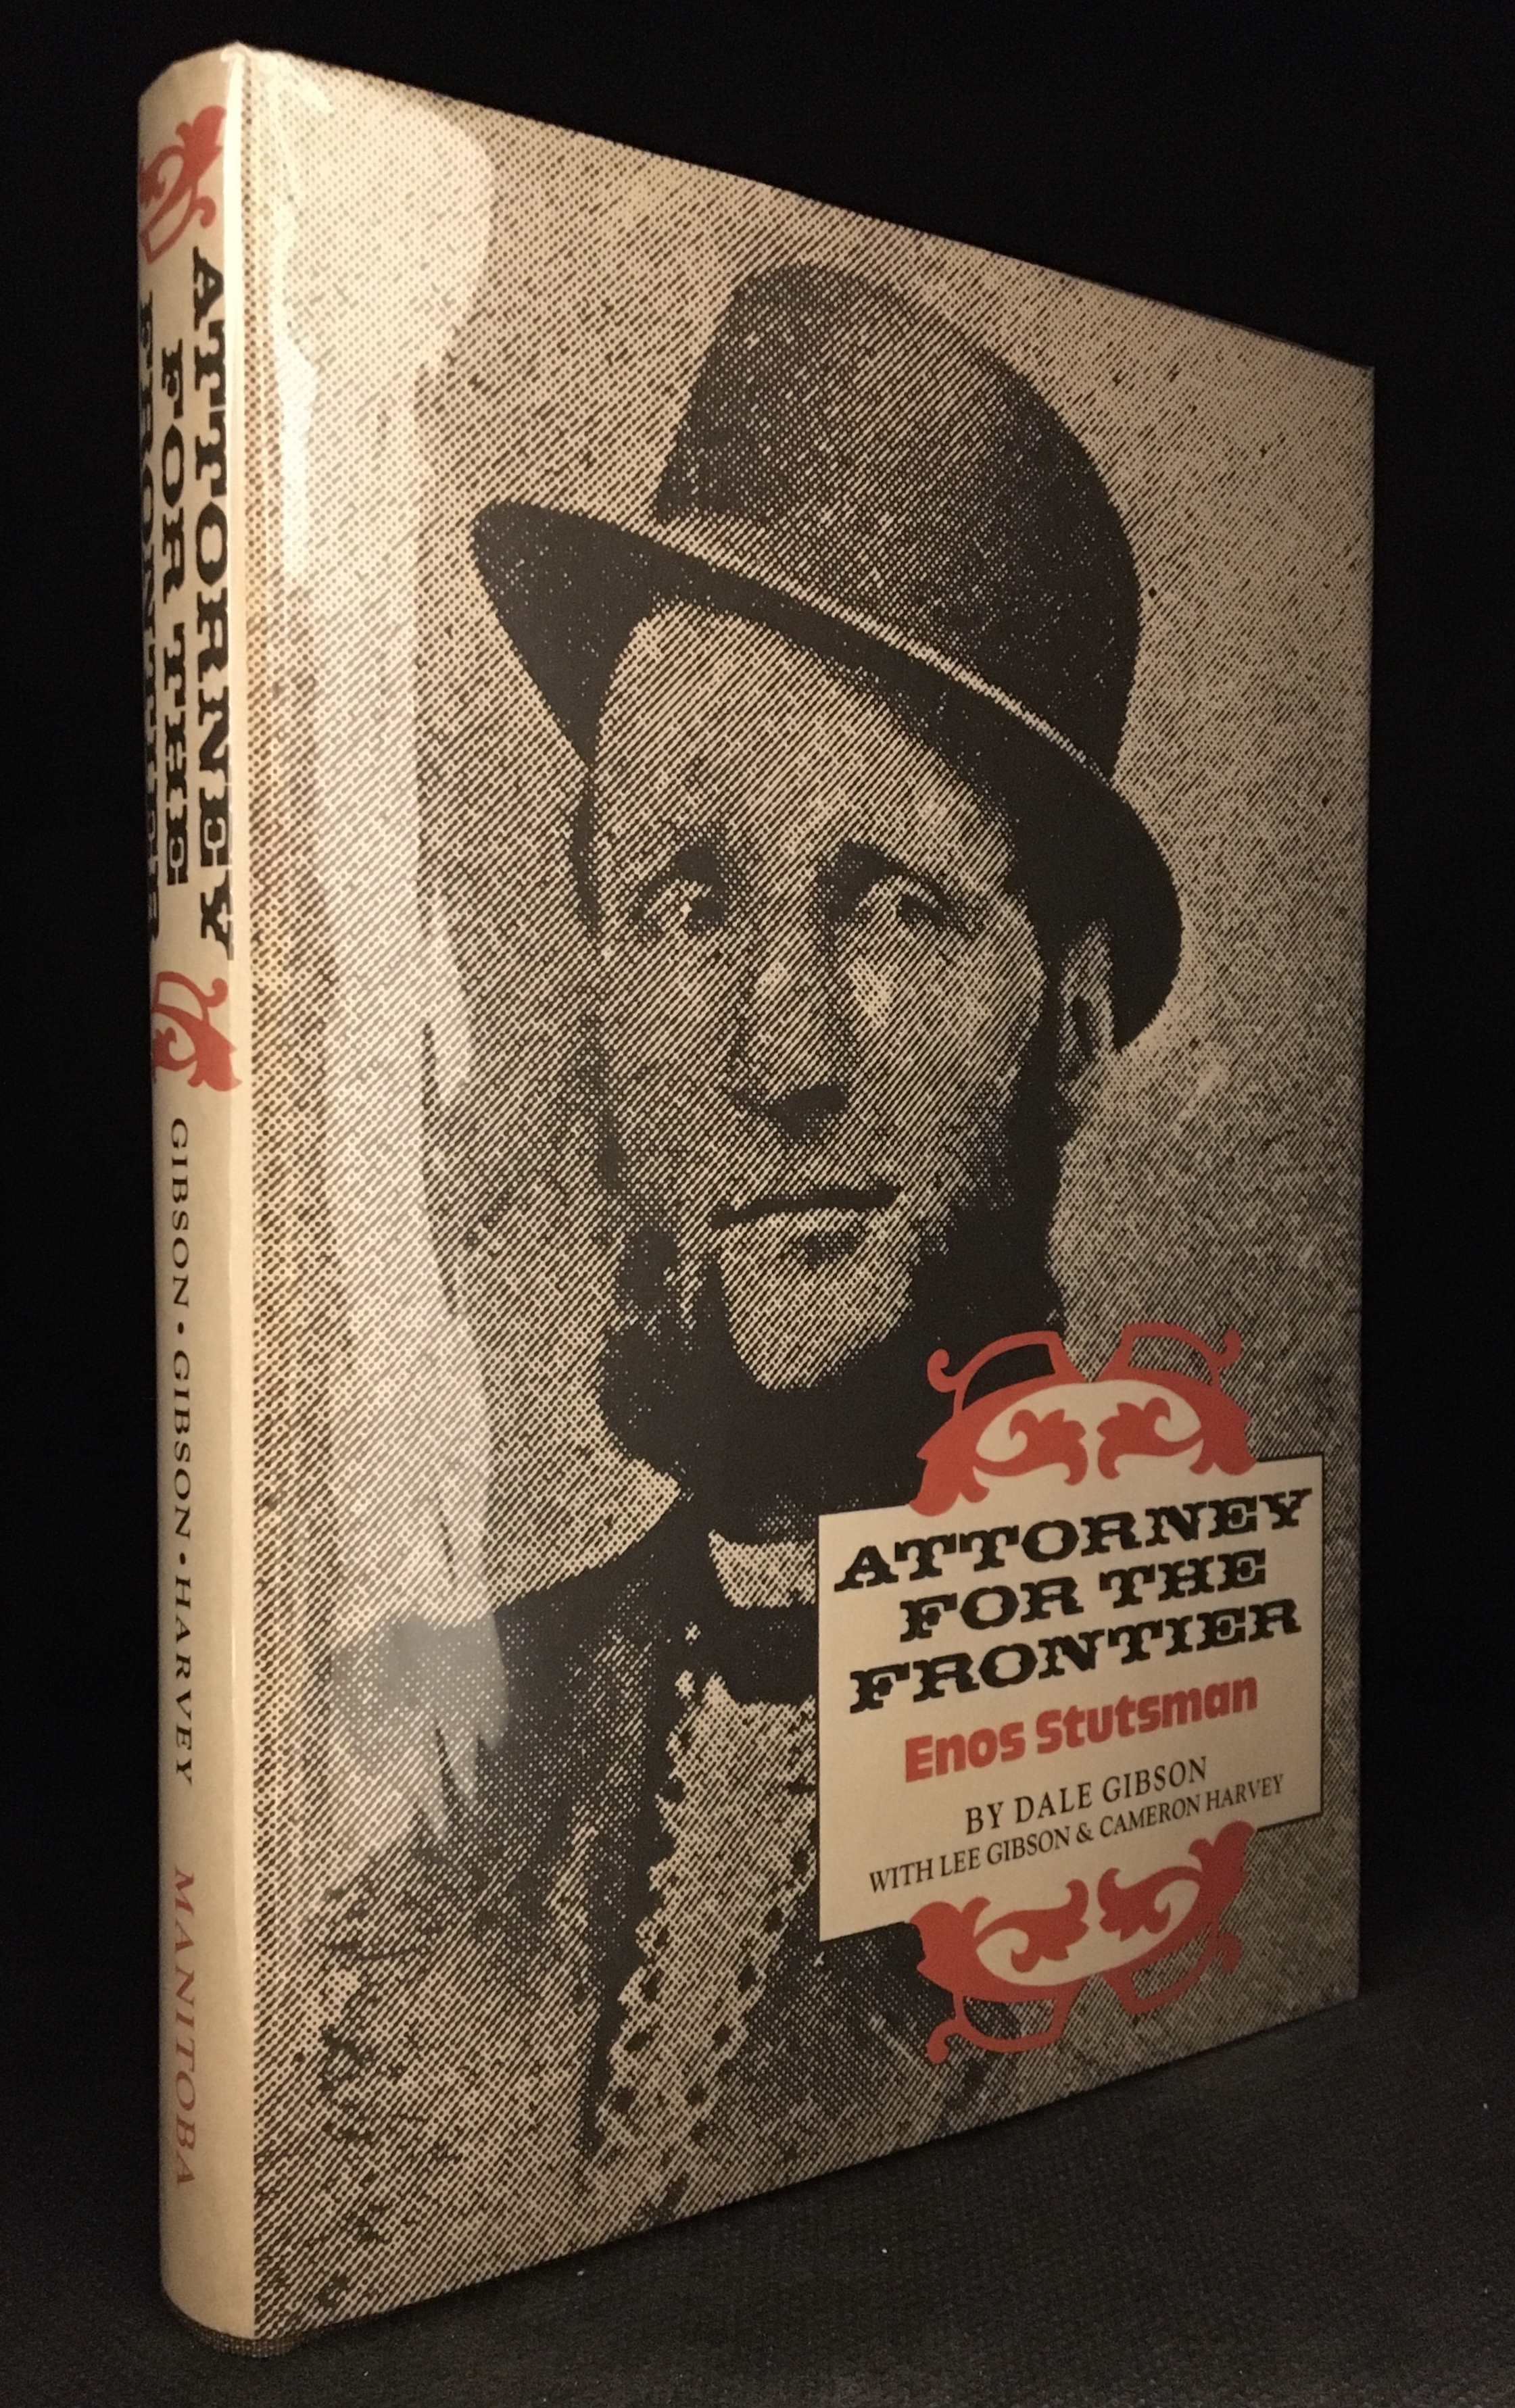 ATTORNEY
FOR THE
FRONTIER
GIBSON • GIBSON • HARVEY
MANITOBA
ATTORNEY
FOR THE
FRONTIER
Enos Stutsman
BY DALE GIBSON
WITH LEE GIBSON & CAMERON HARVEY